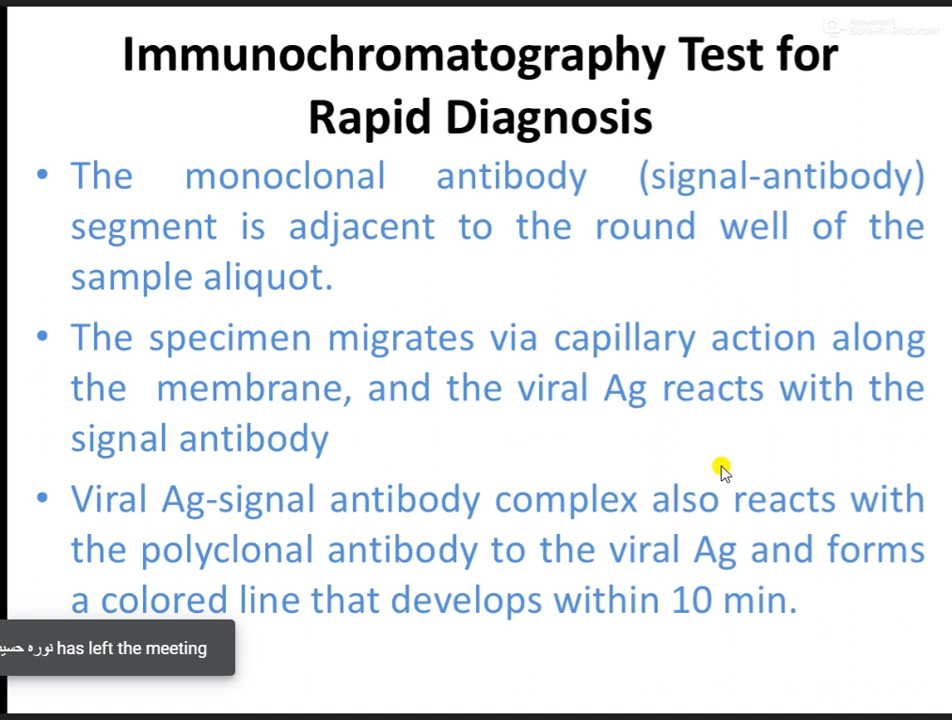 Screen Recorder
Immunochromatography Test for
Rapid Diagnosis
• The monoclonal antibody (signal-antibody)
segment is adjacent to the round well of the
sample aliquot.
• The specimen migrates via capillary action along
the membrane, and the viral Ag reacts with the
signal antibody
• Viral Ag-signal antibody complex also reacts with
the polyclonal antibody to the viral Ag and forms
a colored line that develops within 10 min.
نوره has left the meeting